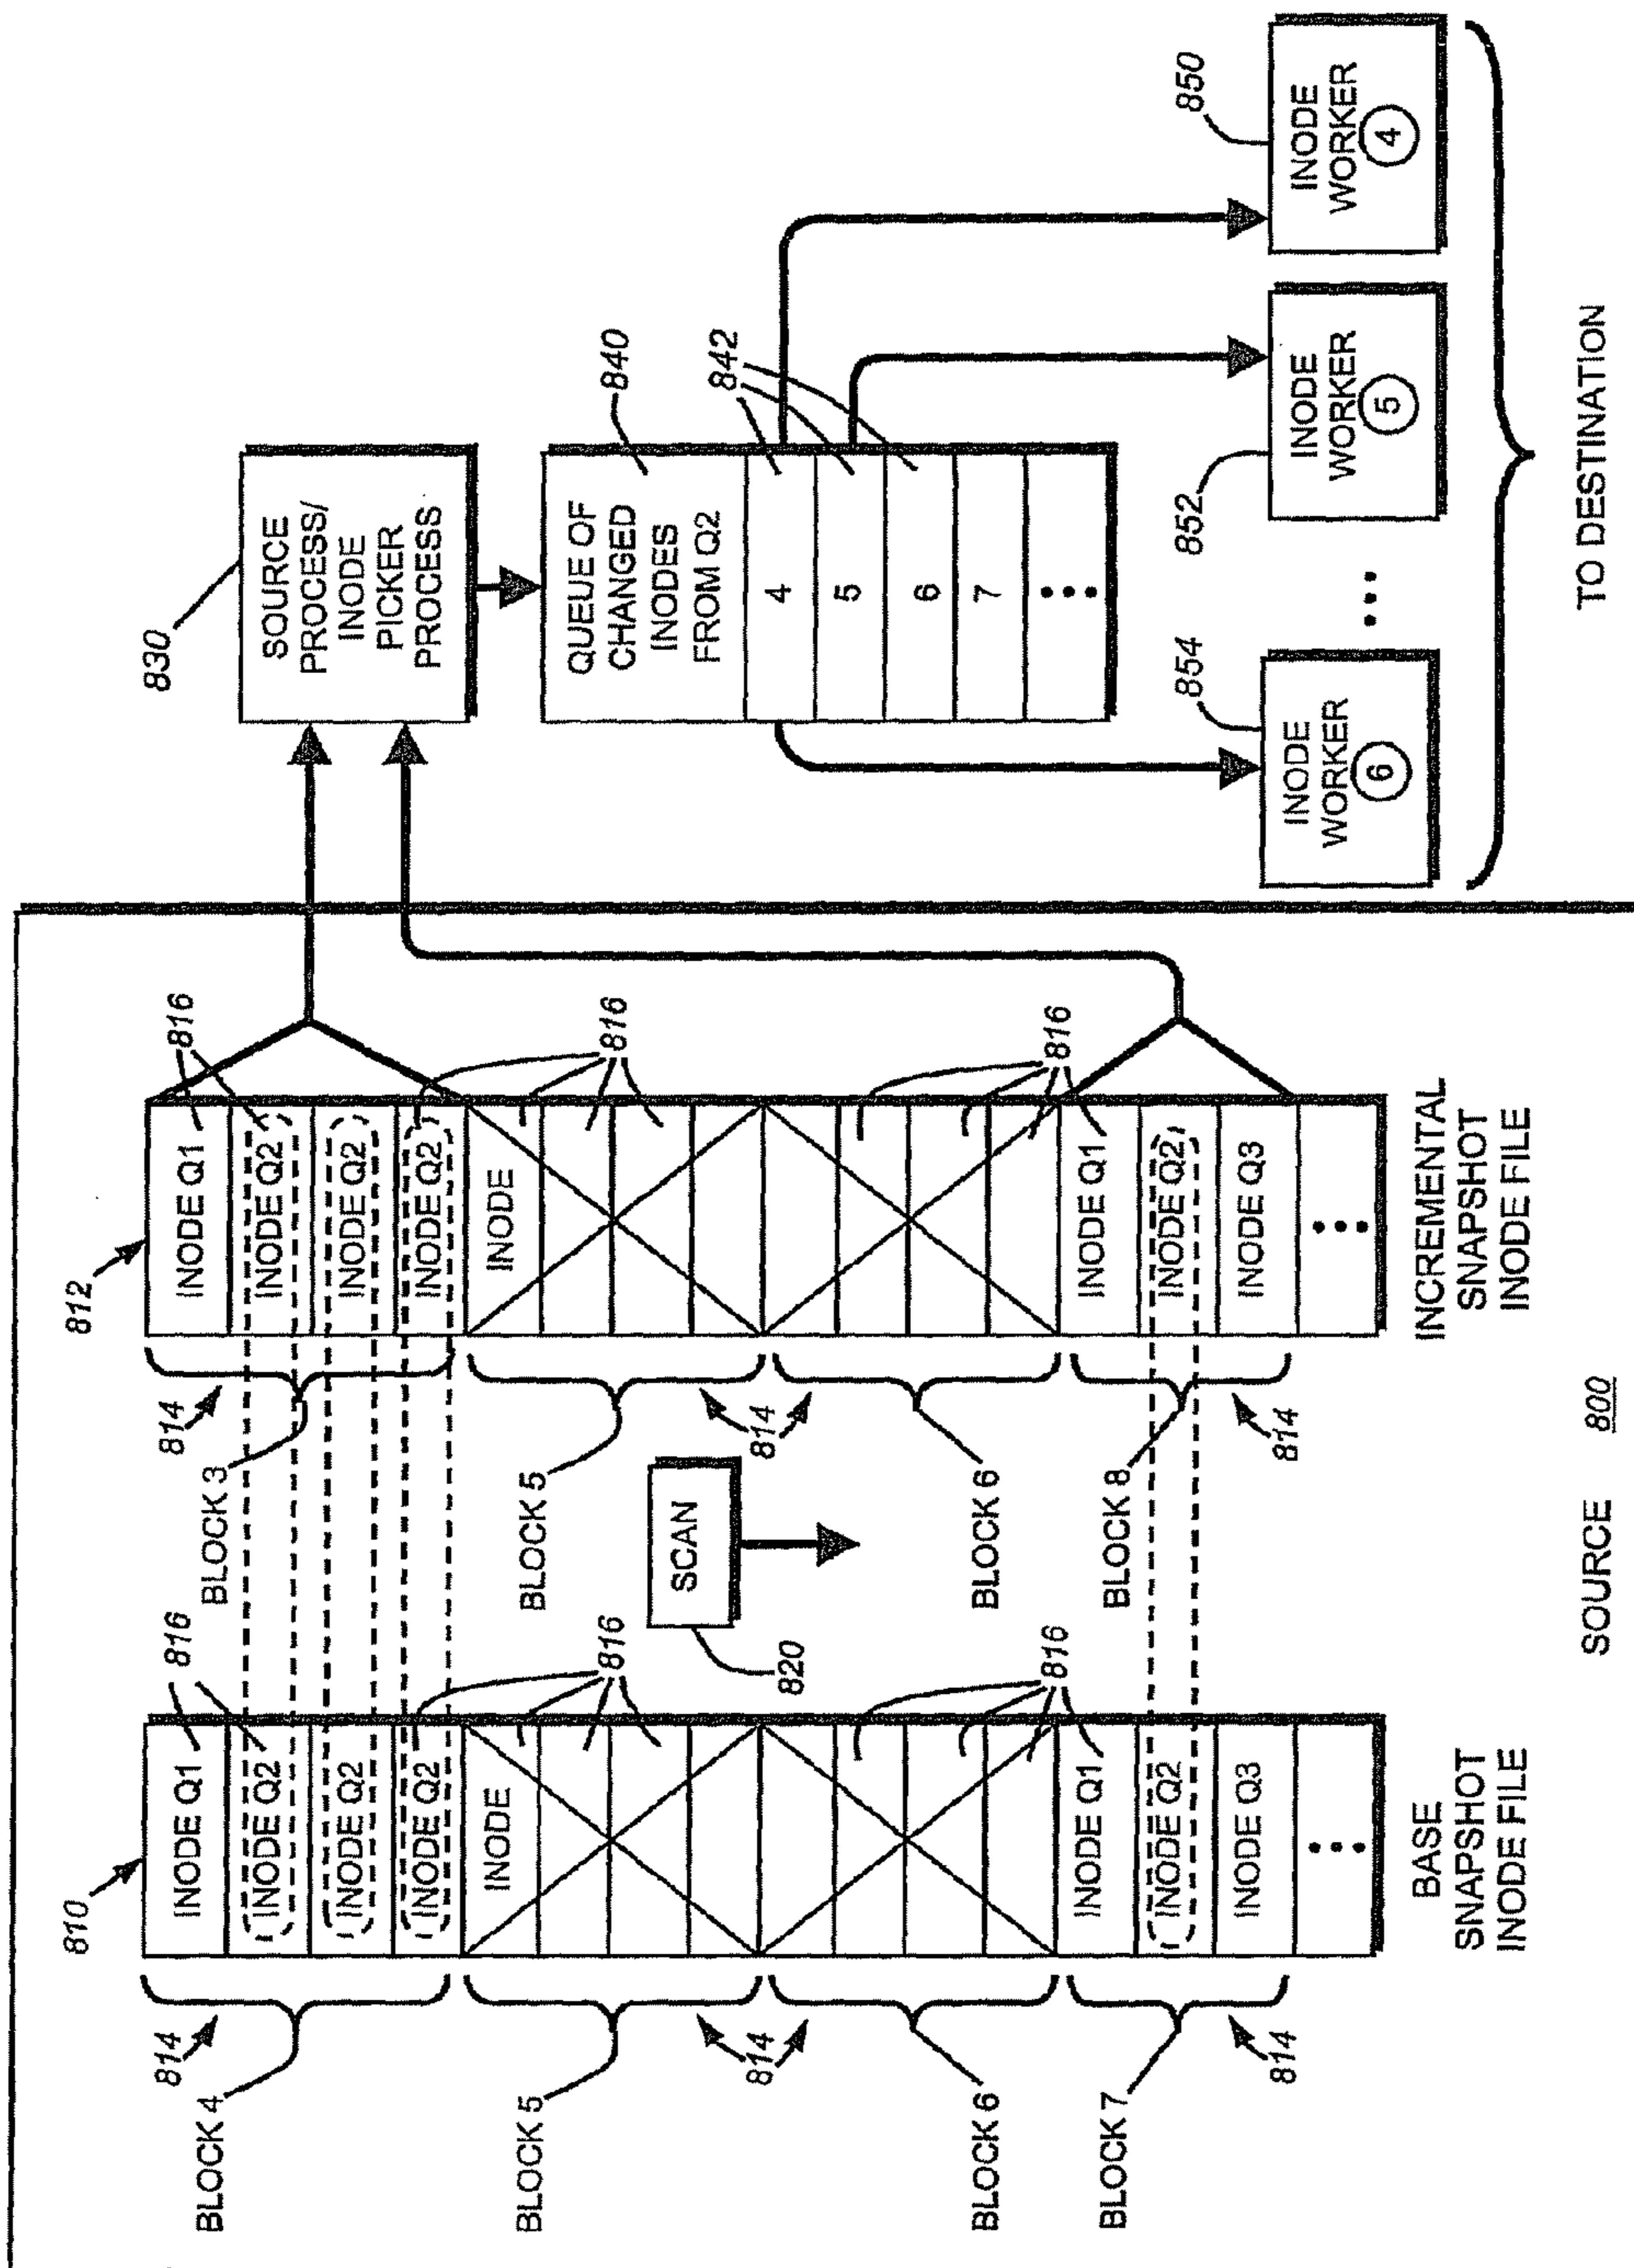 810
812
814
BLOCK 4
INODE Q1
INODE Q2
INODE Q2
INODE Q2
816
816
814
BLOCK 3
INODE Q1
INODE Q2
INODE Q2
INODE Q2
816
816
BLOCK 5
814
INODE
SCAN
820
BLOCK 5
814
INODE
BLOCK 6
816
BLOCK 6
816
BLOCK 7
814
INODE Q1
INODE Q2
INODE Q3
•••
BLOCK 8
814
INODE Q1
INODE Q2
INODE Q3
•••
BASE
SNAPSHOT
INODE FILE
INCREMENTAL
SNAPSHOT
INODE FILE
SOURCE 800
830
SOURCE
PROCESS/
INODE
PICKER
PROCESS
QUEUE OF
CHANGED
INODES
FROM Q2
840
842
4
5
6
7
•••
854
INODE
WORKER
6
•••
852
INODE
WORKER
5
850
INODE
WORKER
4
TO DESTINATION